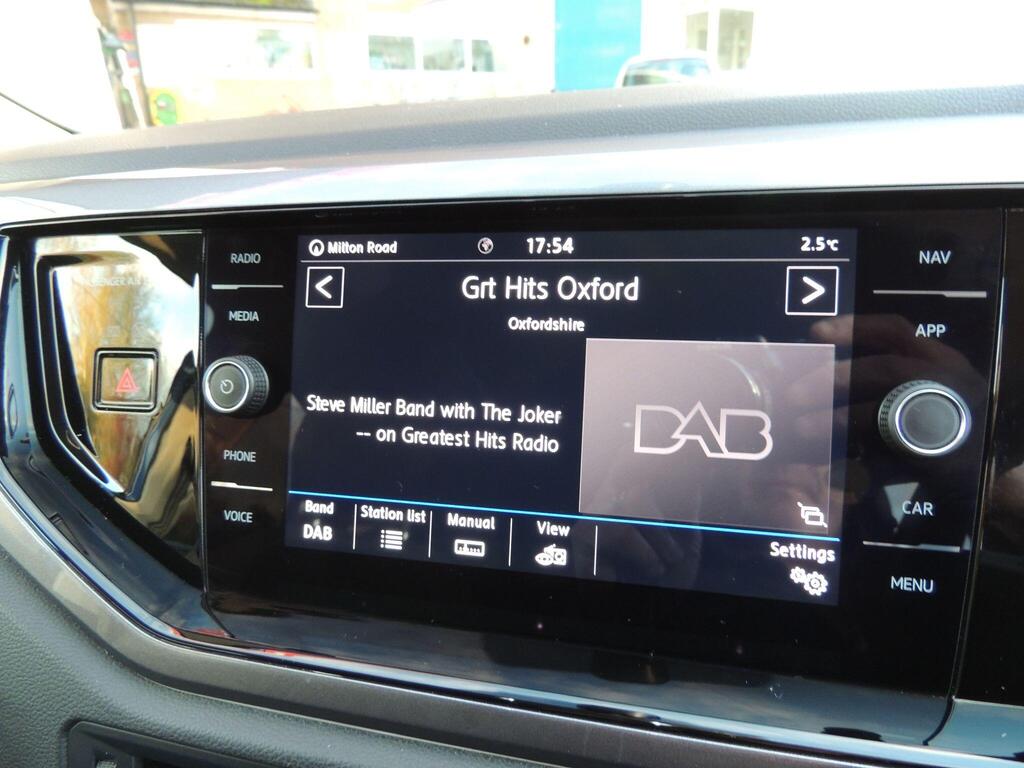 RADIO
MEDIA
PHONE
VOICE
Mitton Road
17:54
2.5°C
<
Grt Hits Oxford
>
Oxfordshire
Steve Miller Band with The Joker
-- on Greatest Hits Radio
DAB
Band
DAB
Station list
Manual
View
Settings
NAV
APP
CAR
MENU